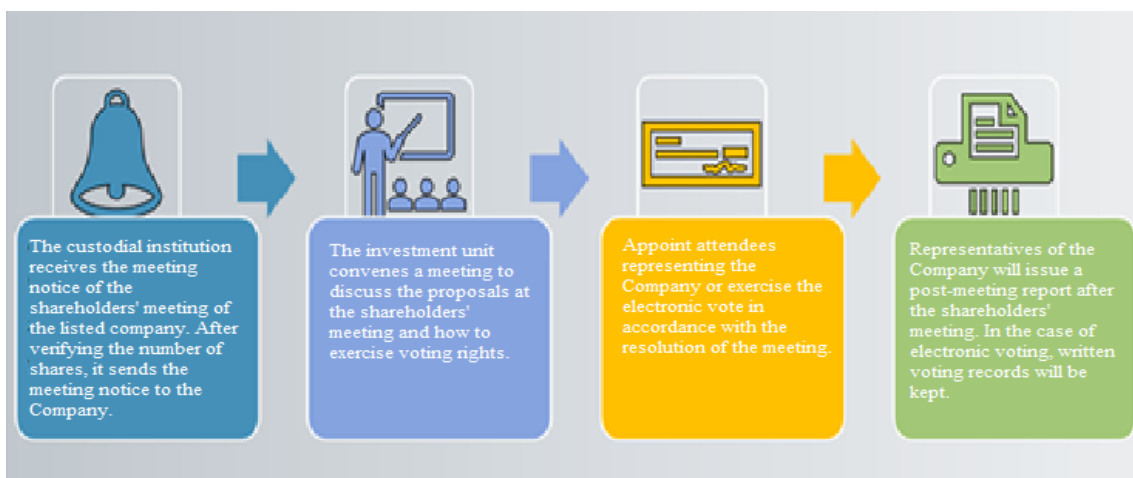 The custodial institution
receives the meeting
notice of the
shareholders' meeting of
the listed company. After
verifying the number of
shares, it sends the
meeting notice to the
Company.
The investment unit
convenes a meeting to
discuss the proposals at
the shareholders'
meeting and how to
exercise voting rights.
Appoint attendees
representing the
Company or exercise the
electronic vote in
accordance with the
resolution of the meeting.
Representatives of the
Company will issue a
post-meeting report after
the shareholders'
meeting. In the case of
electronic voting, written
voting records will be
kept.